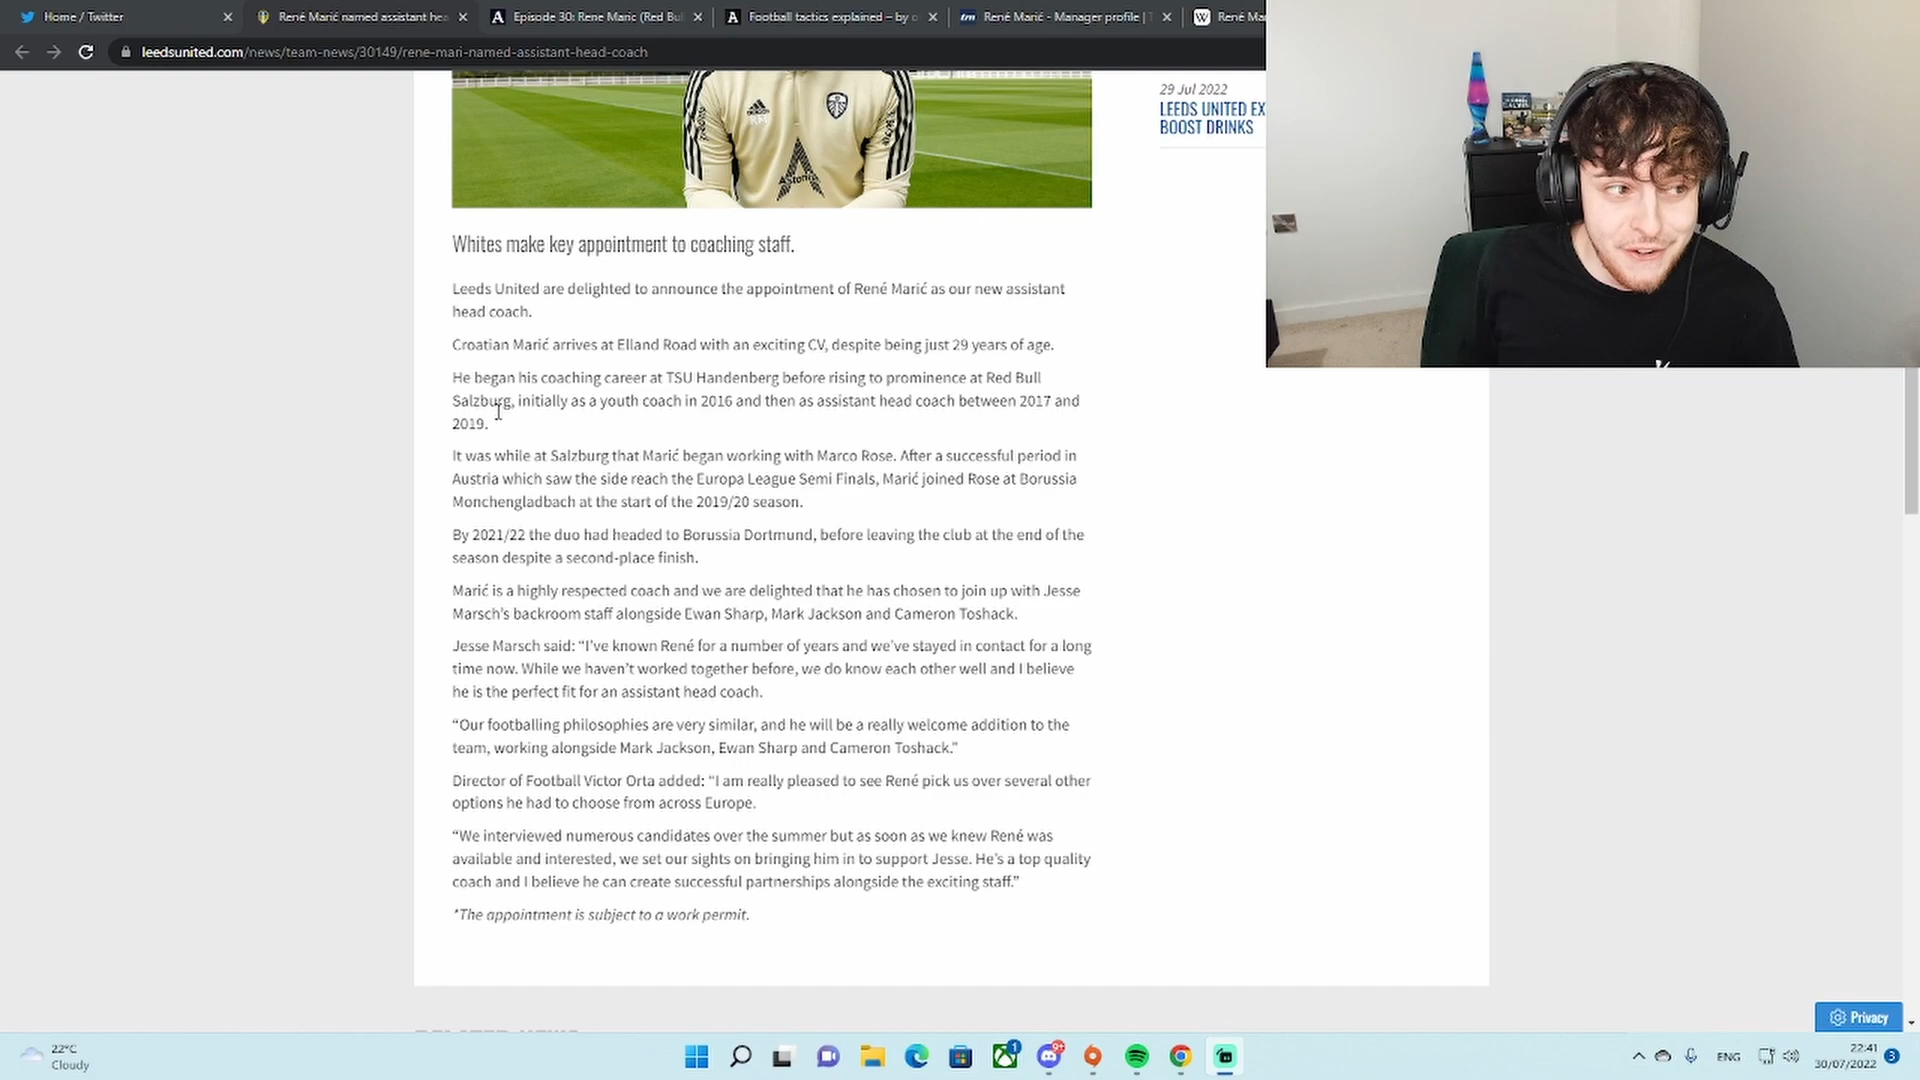 Home / Twitter
René Marić named assistant hea
Episode 30: Rene Maric (Red Bul
Football tactics explained – by o
tm René Marić - Manager profile | T
W René Ma
leedsunited.com/news/team-news/30149/rene-mari-named-assistant-head-coach
29 Jul 2022
LEEDS UNITED EX
BOOST DRINKS
Whites make key appointment to coaching staff.
Leeds United are delighted to announce the appointment of René Marić as our new assistant
head coach.
Croatian Marić arrives at Elland Road with an exciting CV, despite being just 29 years of age.
He began his coaching career at TSU Handenberg before rising to prominence at Red Bull
Salzburg, initially as a youth coach in 2016 and then as assistant head coach between 2017 and
2019.
It was while at Salzburg that Marić began working with Marco Rose. After a successful period in
Austria which saw the side reach the Europa League Semi Finals, Marić joined Rose at Borussia
Monchengladbach at the start of the 2019/20 season.
By 2021/22 the duo had headed to Borussia Dortmund, before leaving the club at the end of the
season despite a second-place finish.
Marić is a highly respected coach and we are delighted that he has chosen to join up with Jesse
Marsch’s backroom staff alongside Ewan Sharp, Mark Jackson and Cameron Toshack.
Jesse Marsch said: “I’ve known René for a number of years and we’ve stayed in contact for a long
time now. While we haven’t worked together before, we do know each other well and I believe
he is the perfect fit for an assistant head coach.
“Our footballing philosophies are very similar, and he will be a really welcome addition to the
team, working alongside Mark Jackson, Ewan Sharp and Cameron Toshack.”
Director of Football Victor Orta added: “I am really pleased to see René pick us over several other
options he had to choose from across Europe.
“We interviewed numerous candidates over the summer but as soon as we knew René was
available and interested, we set our sights on bringing him in to support Jesse. He’s a top quality
coach and I believe he can create successful partnerships alongside the exciting staff.”
*The appointment is subject to a work permit.
Privacy
22°C
Cloudy
1
9+
ENG
22:41
30/07/2022
3